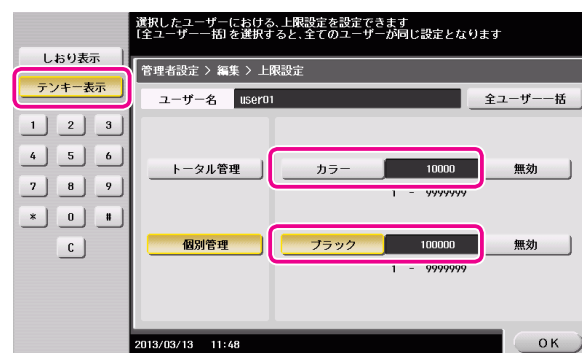 選択したユーザーにおける、上限設定を設定できます
[全ユーザー一括]を選択すると、全てのユーザーが同じ設定となります
しおり表示
テンキー表示
管理者設定 > 編集 > 上限設定
ユーザー名 user01 全ユーザー一括
1 2 3
4 5 6
7 8 9
* 0 #
C
トータル管理 カラー 10000 無効
1 - 9999999
個別管理 ブラック 100000 無効
1 - 9999999
2013/03/13 11:48
OK